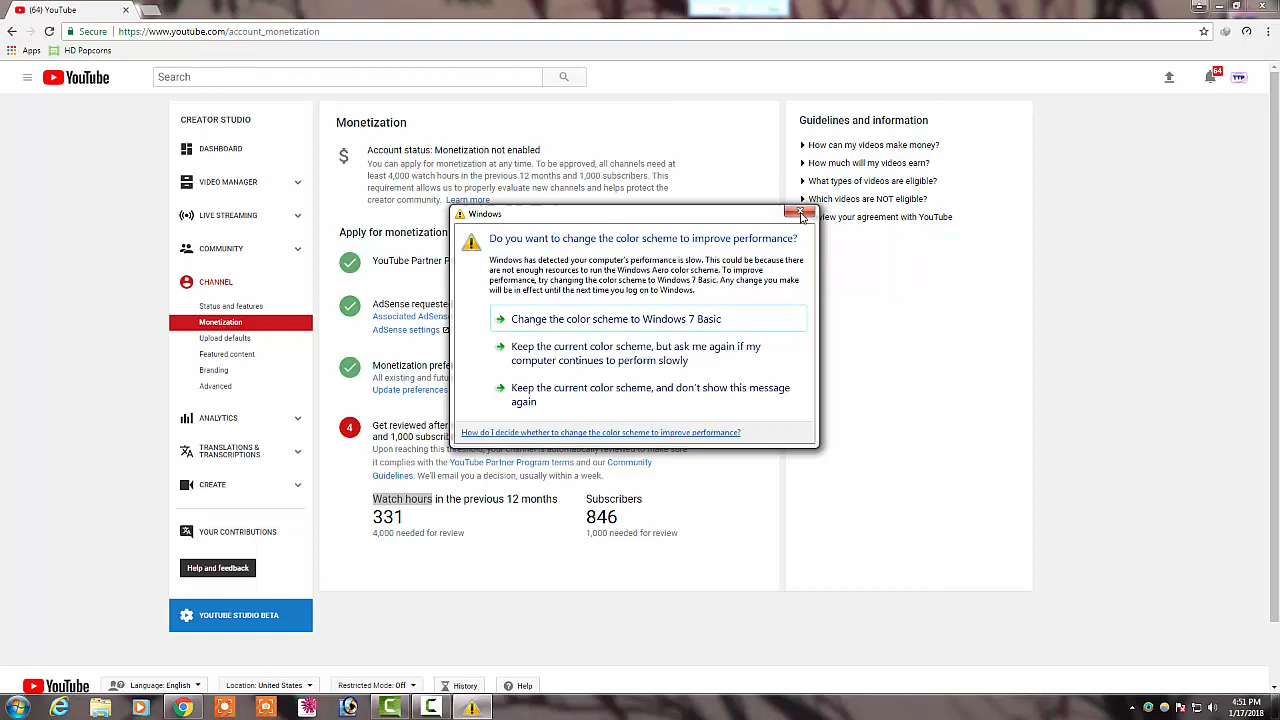 (64) YouTube
Secure https://www.youtube.com/account_monetization
Apps HD Popcorns
YouTube
Search
64
TTP
CREATOR STUDIO
DASHBOARD
VIDEO MANAGER
LIVE STREAMING
COMMUNITY
CHANNEL
Status and features
Monetization
Upload defaults
Featured content
Branding
Advanced
ANALYTICS
TRANSLATIONS &
TRANSCRIPTIONS
CREATE
YOUR CONTRIBUTIONS
Help and feedback
YOUTUBE STUDIO BETA
Monetization
Account status: Monetization not enabled
You can apply for monetization at any time. To be approved, all channels need at
least 4,000 watch hours in the previous 12 months and 1,000 subscribers. This
requirement allows us to properly evaluate new channels and helps protect the
creator community. Learn more
Apply for monetization
YouTube Partner P
AdSense requeste
Associated AdSens
AdSense settings
Monetization prefe
All existing and futu
Update preferences
4
Get reviewed after
and 1,000 subscrib
Upon reaching this threshold, your channel is automatically reviewed to make sure
it complies with the YouTube Partner Program terms and our Community
Guidelines. We'll email you a decision, usually within a week.
Watch hours in the previous 12 months
331
4,000 needed for review
Subscribers
846
1,000 needed for review
Windows
Do you want to change the color scheme to improve performance?
Windows has detected your computer's performance is slow. This could be because there
are not enough resources to run the Windows Aero color scheme. To improve
performance, try changing the color scheme to Windows 7 Basic. Any change you make
will be in effect until the next time you log on to Windows.
Change the color scheme to Windows 7 Basic
Keep the current color scheme, but ask me again if my
computer continues to perform slowly
Keep the current color scheme, and don't show this message
again
How do I decide whether to change the color scheme to improve performance?
Guidelines and information
How can my videos make money?
How much will my videos earn?
What types of videos are eligible?
Which videos are NOT eligible?
view your agreement with YouTube
YouTube
Language: English
Location: United States
Restricted Mode: Off
History
Help
4:51 PM
1/17/2018